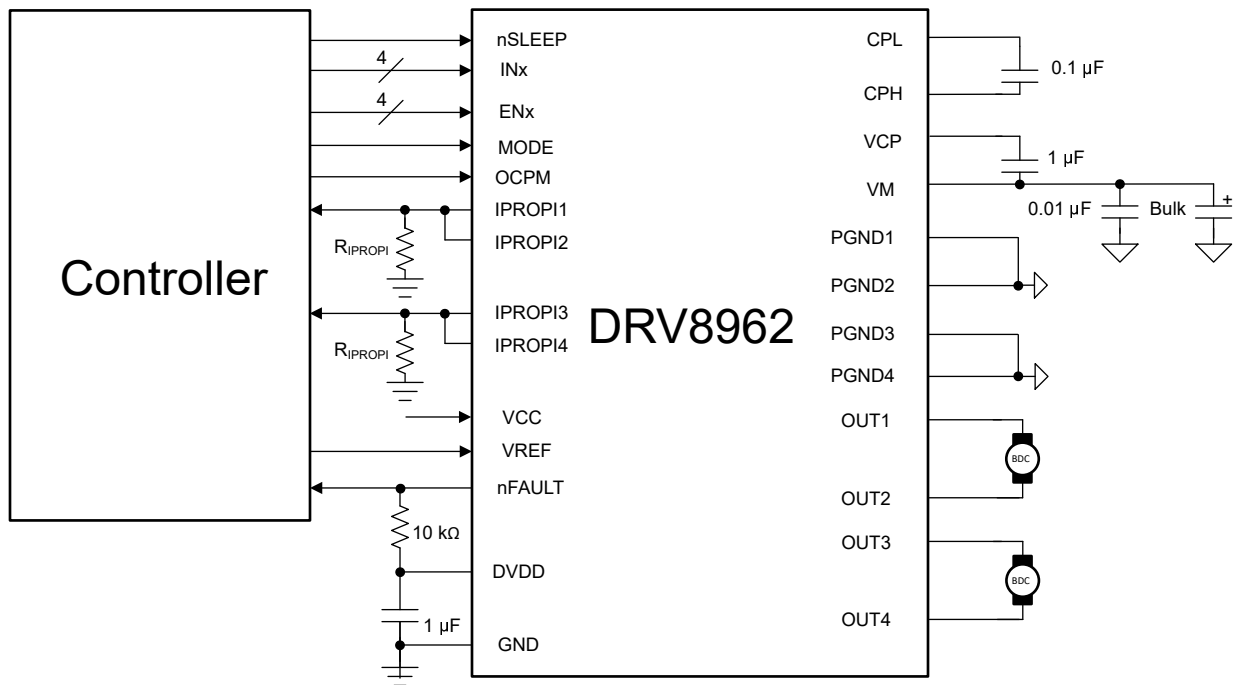 Controller
DRV8962
4
4
nSLEEP
INx
ENx
MODE
OCPM
IPROPI1
IPROPI2
RIPROPI
IPROPI3
IPROPI4
RIPROPI
VCC
VREF
nFAULT
10 kΩ
DVDD
1 µF
GND
CPL
0.1 µF
CPH
VCP
1 µF
VM
0.01 µF
Bulk
+
PGND1
PGND2
PGND3
PGND4
OUT1
BDC
OUT2
OUT3
BDC
OUT4